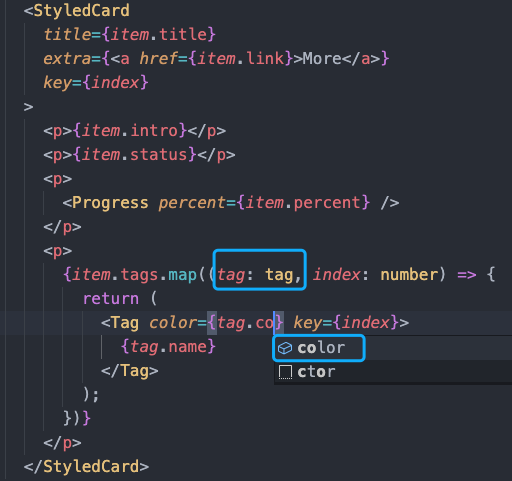 <StyledCard
title={item.title}
extra={<a href={item.link}>More</a>}
key={index}
>
<p>{item.intro}</p>
<p>{item.status}</p>
<p>
<Progress percent={item.percent} />
</p>
<p>
{item.tags.map((tag: tag, index: number) => {
return (
<Tag color={tag.co} key={index}>
{tag.name}
color
</Tag>
ctor
);
})}
</p>
</StyledCard>